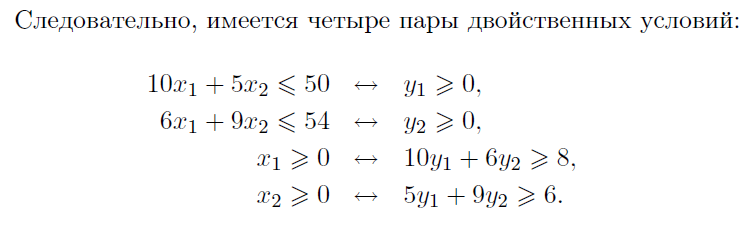 Следовательно, имеется четыре пары двойственных условий:
10x₁ + 5x₂ ⩽ 50 ↔ y₁ ⩾ 0,
6x₁ + 9x₂ ⩽ 54 ↔ y₂ ⩾ 0,
x₁ ⩾ 0 ↔ 10y₁ + 6y₂ ⩾ 8,
x₂ ⩾ 0 ↔ 5y₁ + 9y₂ ⩾ 6.